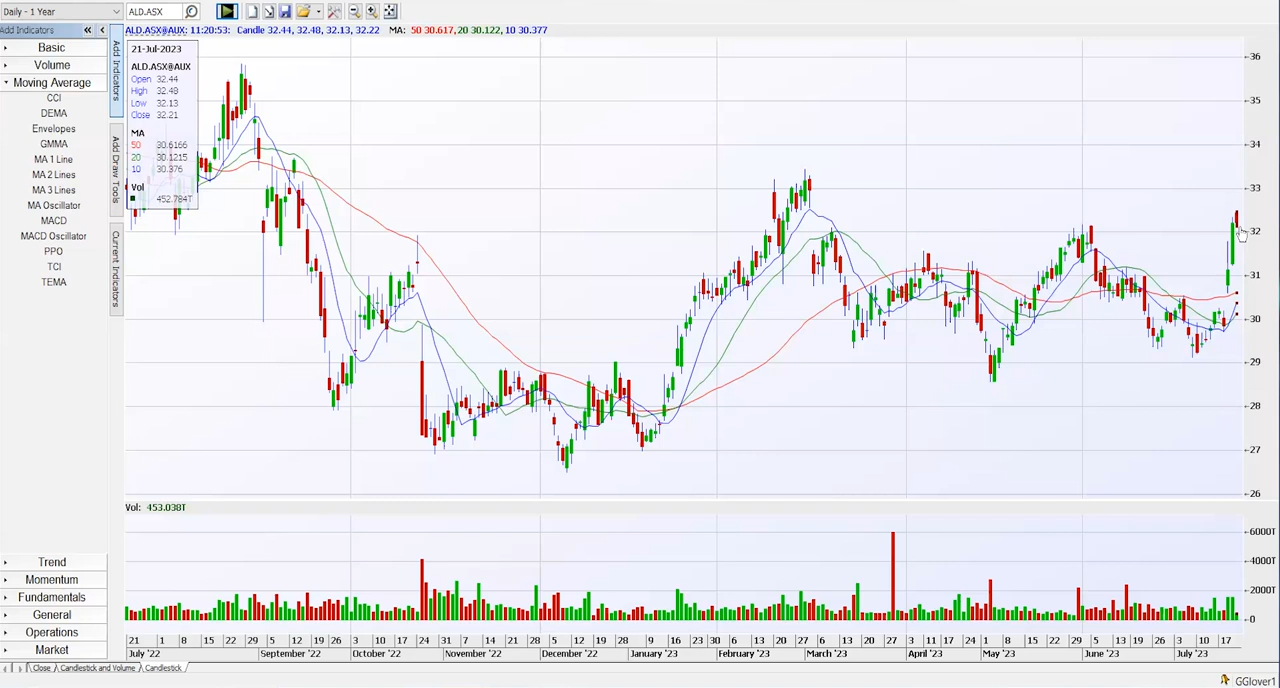 Daily - 1 Year
ALD.ASX
Add Indicators
ALD.ASX@AUX: 11:20:53: Candle 32.44, 32.48, 32.13, 32.22 MA: 50 30.617, 20 30.122, 10 30.377
Basic
Volume
Moving Average
CCI
DEMA
Envelopes
GMMA
MA 1 Line
MA 2 Lines
MA 3 Lines
MA Oscillator
MACD
MACD Oscillator
PPO
TCI
TEMA
Trend
Momentum
Fundamentals
General
Operations
Market
Add Indicators
Add Draw Tools
Current Indicators
21-Jul-2023
ALD.ASX@AUX
Open 32.44
High 32.48
Low 32.13
Close 32.21
MA
50 30.6166
20 30.1215
10 30.376
Vol
452.784T
36
35
34
33
32
31
30
29
28
27
26
Vol: 453.038T
6000T
4000T
2000T
0
21 1 8 15 22 29 5 12 19 26 3 10 17 24 31 7 14 21 28 5 12 19 28 9 16 23 30 6 13 20 27 6 13 20 27 3 11 17 24 1 8 15 22 29 5 13 19 26 3 10 17
July '22 September '22 October '22 November '22 December '22 January '23 February '23 March '23 April '23 May '23 June '23 July '23
Close Candlestick and Volume Candlestick
GGlover1